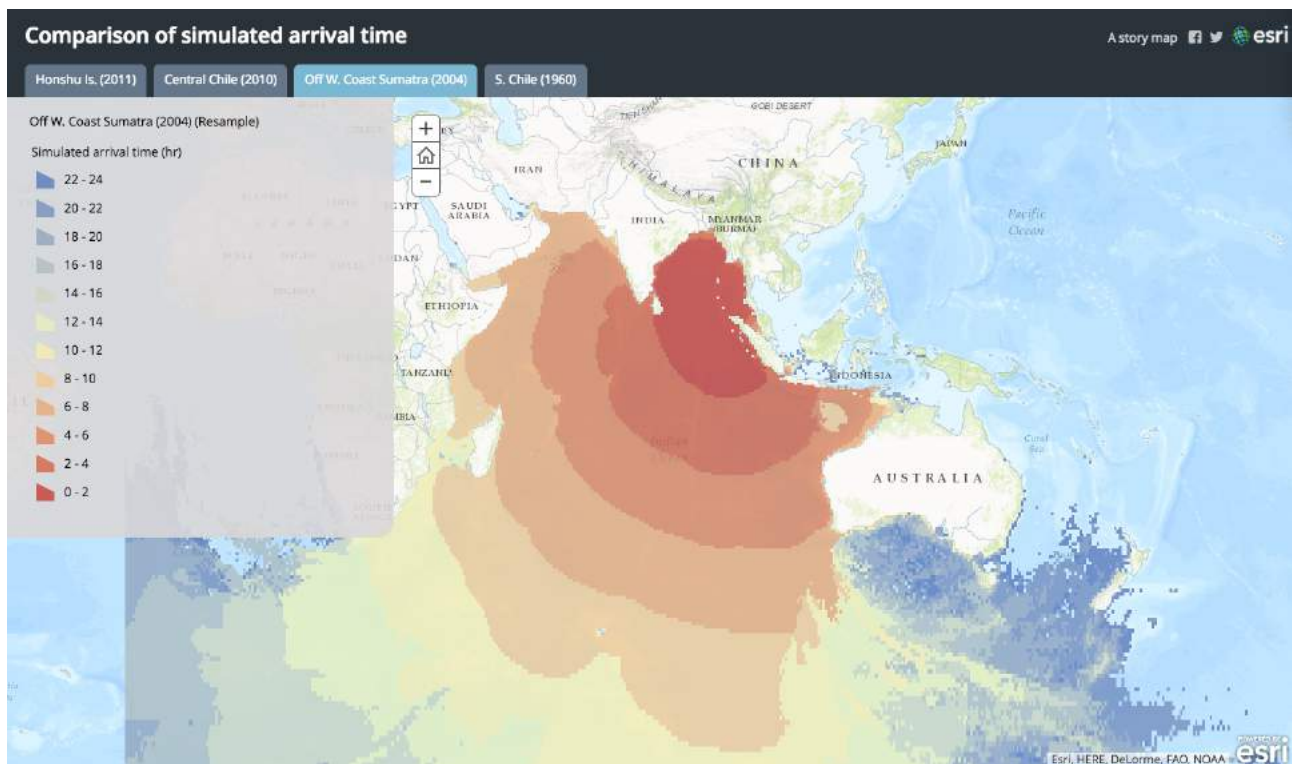 Comparison of simulated arrival time
A story map
esri
Honshu Is. (2011)
Central Chile (2010)
Off W. Coast Sumatra (2004)
S. Chile (1960)
Off W. Coast Sumatra (2004) (Resample)
Simulated arrival time (hr)
22 - 24
20 - 22
18 - 20
16 - 18
14 - 16
12 - 14
10 - 12
8 - 10
6 - 8
4 - 6
2 - 4
0 - 2
+
−
GOBI DESERT
JAPAN
CHINA
HIMALAYA
IRAN
SAUDI
ARABIA
INDIA
MYANMAR
(BURMA)
Pacific
Ocean
ETHIOPIA
INDONESIA
Coral
Sea
AUSTRALIA
Esri, HERE, DeLorme, FAO, NOAA
POWERED BY
esri